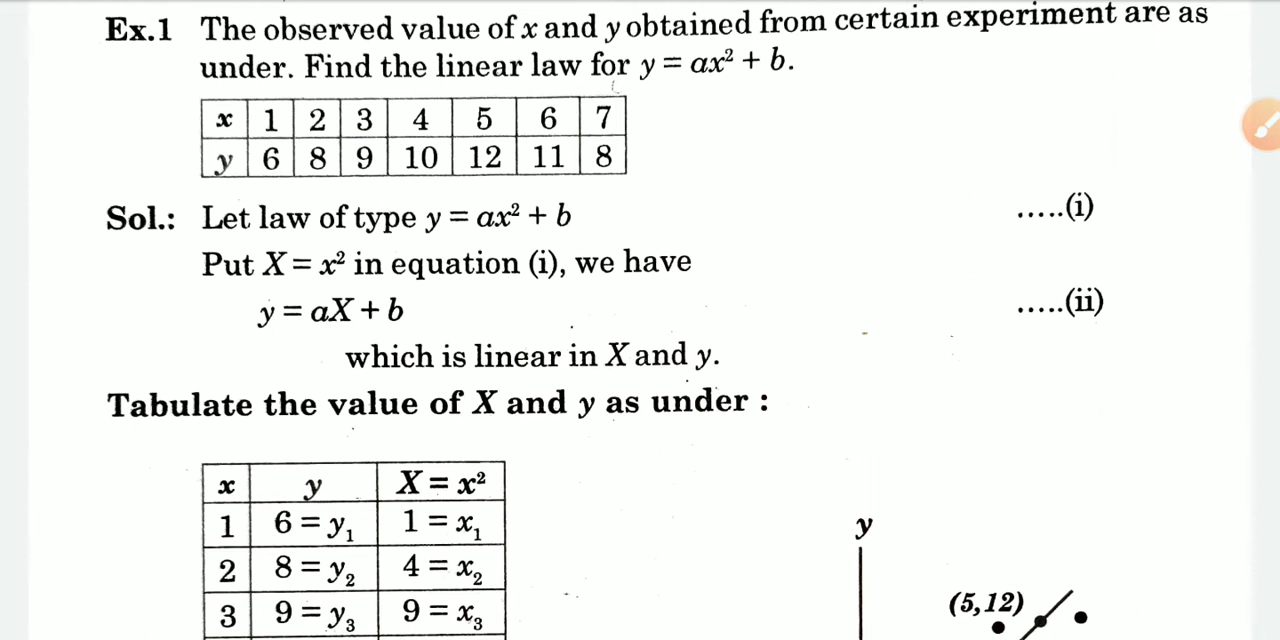 Ex.1 The observed value of x and y obtained from certain experiment are as
under. Find the linear law for y = ax² + b.
x 1 2 3 4 5 6 7
y 6 8 9 10 12 11 8
Sol.: Let law of type y = ax² + b .....(i)
Put X = x² in equation (i), we have
y = aX + b .....(ii)
which is linear in X and y.
Tabulate the value of X and y as under :
x y X = x²
1 6 = y₁ 1 = x₁
2 8 = y₂ 4 = x₂
3 9 = y₃ 9 = x₃
y
(5,12)